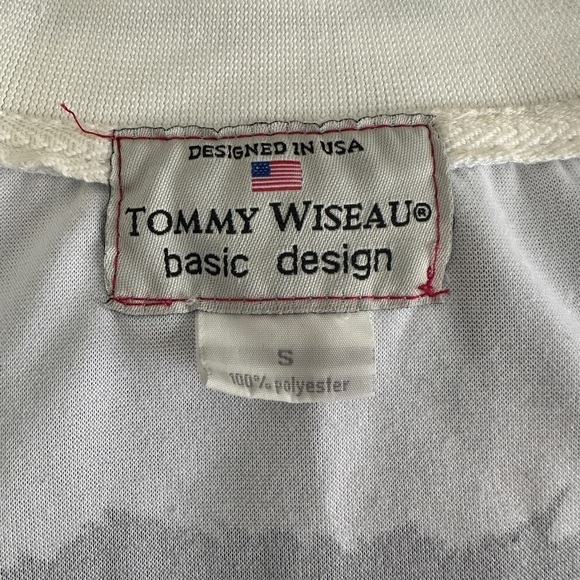 DESIGNED IN USA
TOMMY WISEAU®
basic design
S
100% polyester